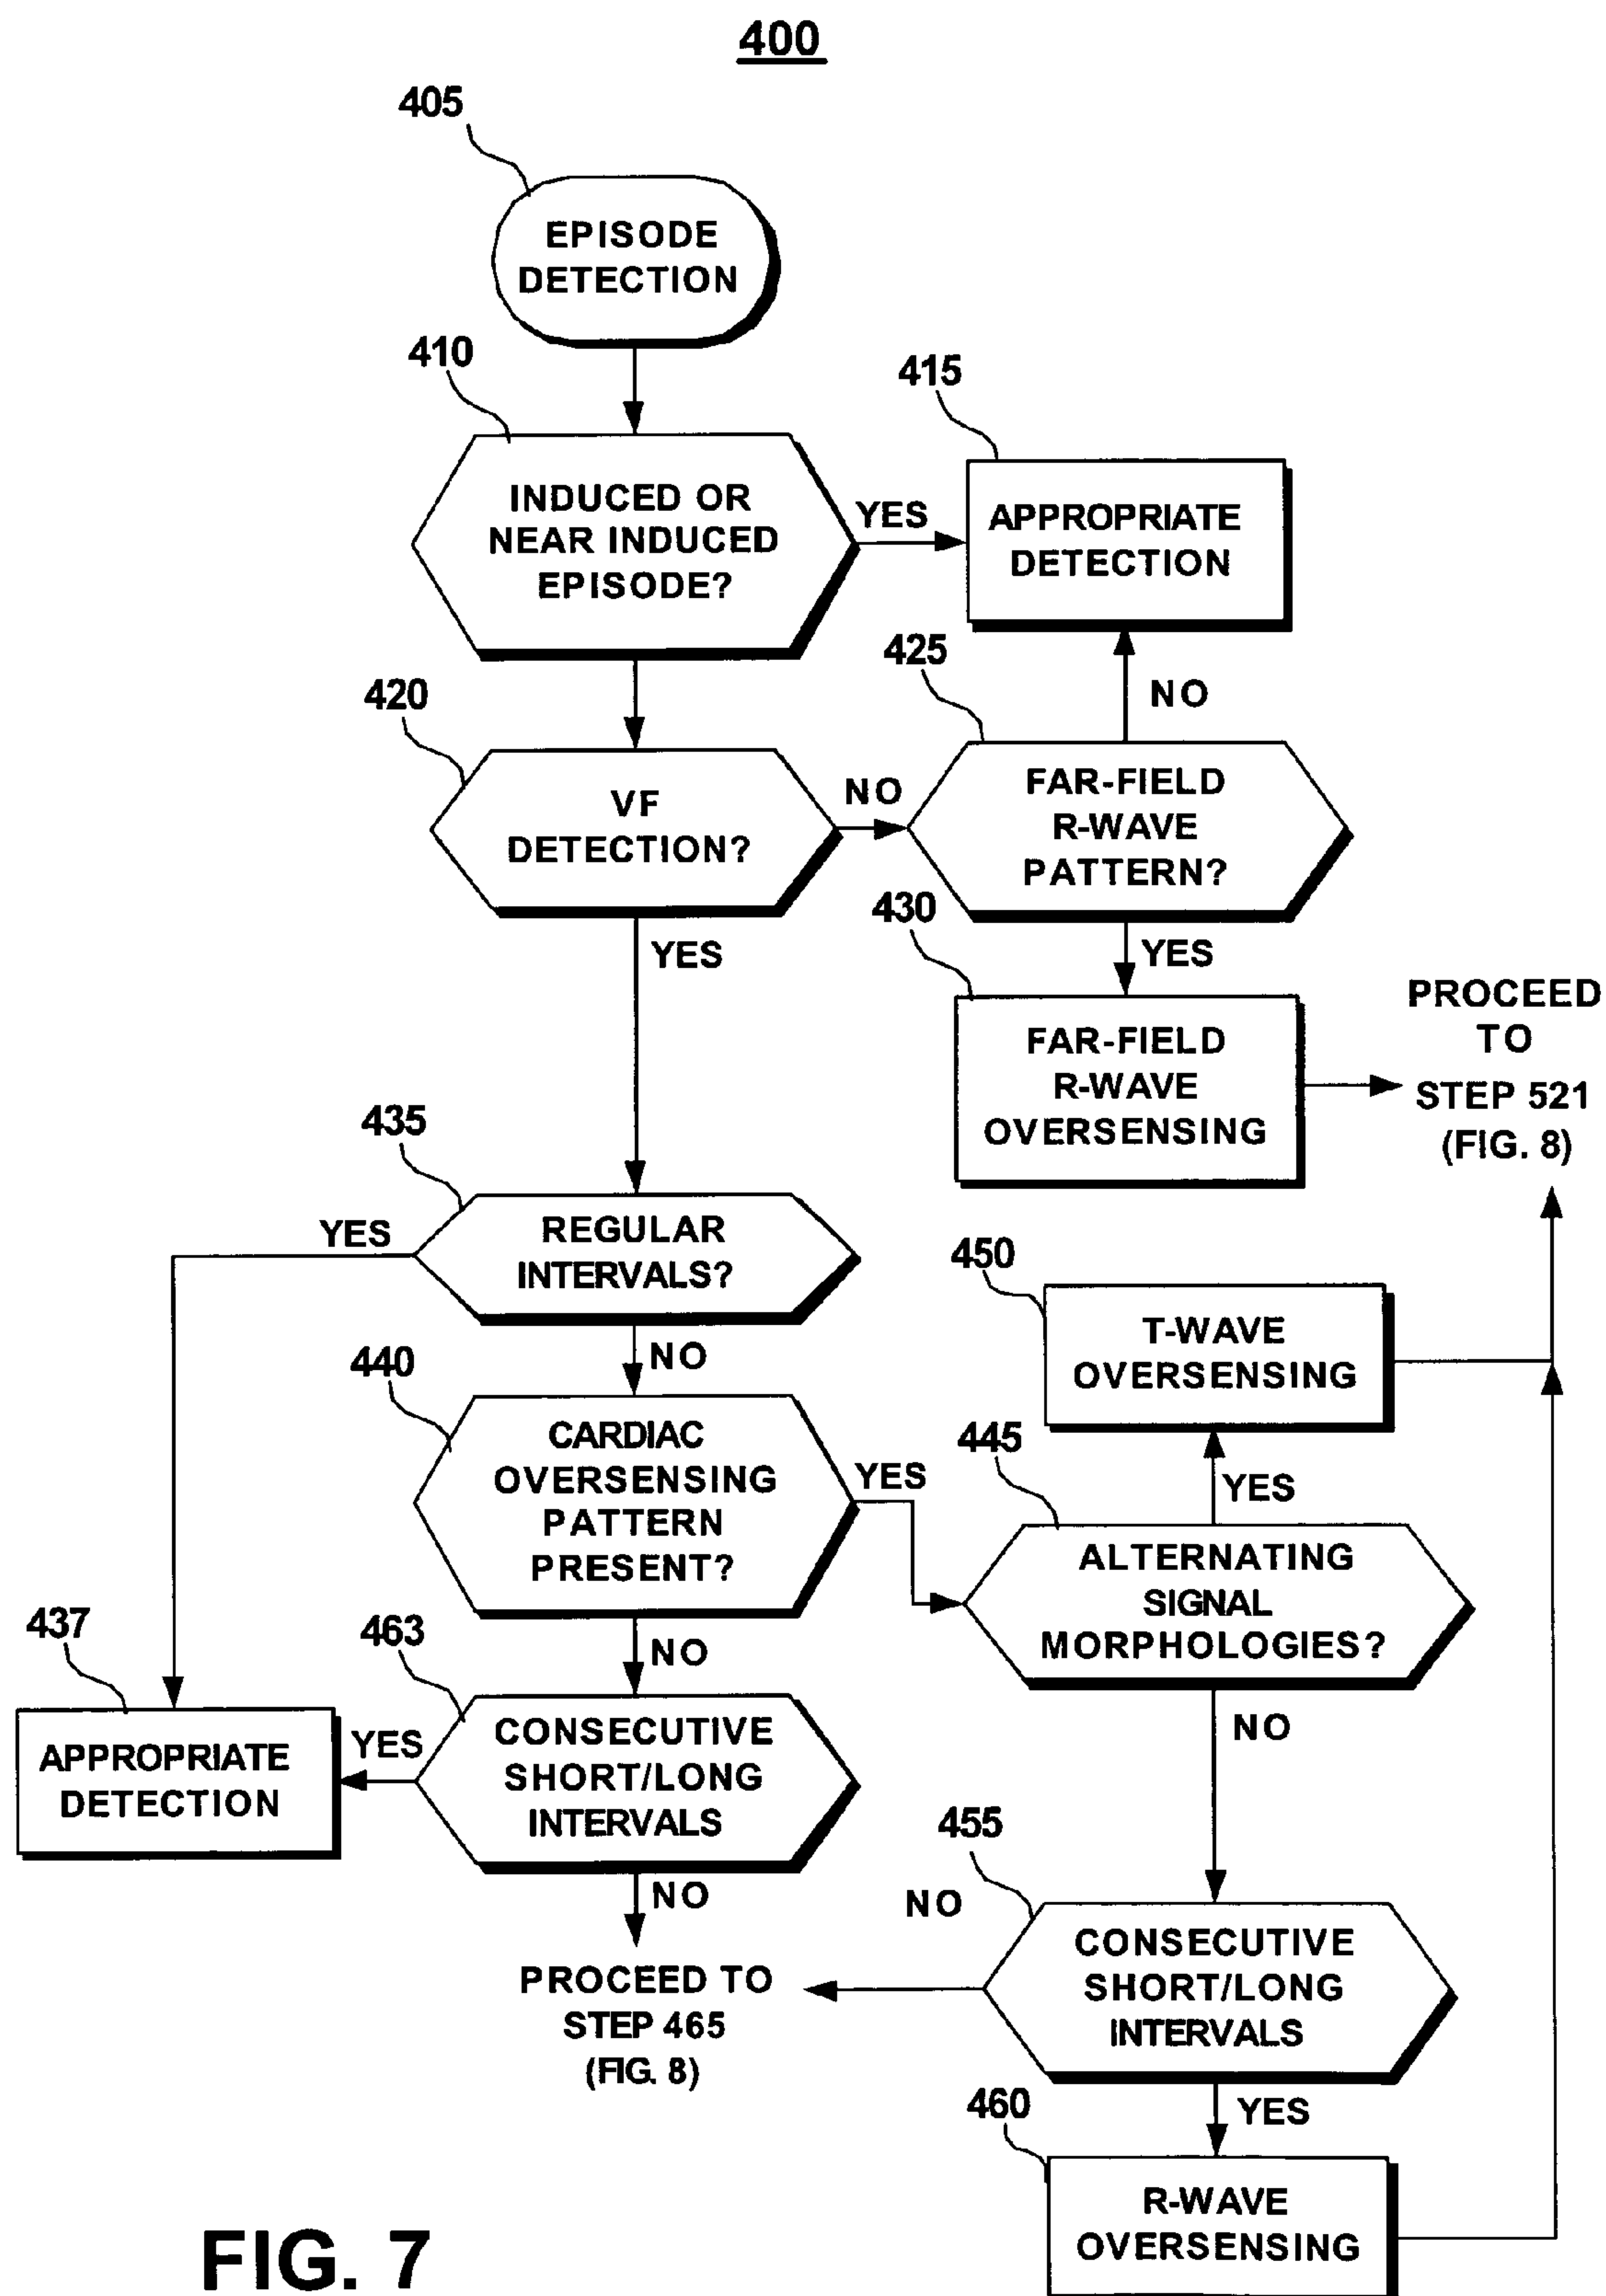 400
405
EPISODE
DETECTION
410
INDUCED OR
NEAR INDUCED
EPISODE?
YES
415
APPROPRIATE
DETECTION
420
VF
DETECTION?
NO
425
NO
FAR-FIELD
R-WAVE
PATTERN?
YES
YES
430
FAR-FIELD
R-WAVE
OVERSENSING
PROCEED
TO
STEP 521
(FIG. 8)
435
YES
REGULAR
INTERVALS?
NO
440
CARDIAC
OVERSENSING
PATTERN
PRESENT?
YES
NO
450
T-WAVE
OVERSENSING
445
YES
ALTERNATING
SIGNAL
MORPHOLOGIES?
NO
437
APPROPRIATE
DETECTION
463
YES
CONSECUTIVE
SHORT/LONG
INTERVALS
NO
PROCEED TO
STEP 465
(FIG. 8)
455
NO
CONSECUTIVE
SHORT/LONG
INTERVALS
YES
460
R-WAVE
OVERSENSING
FIG. 7